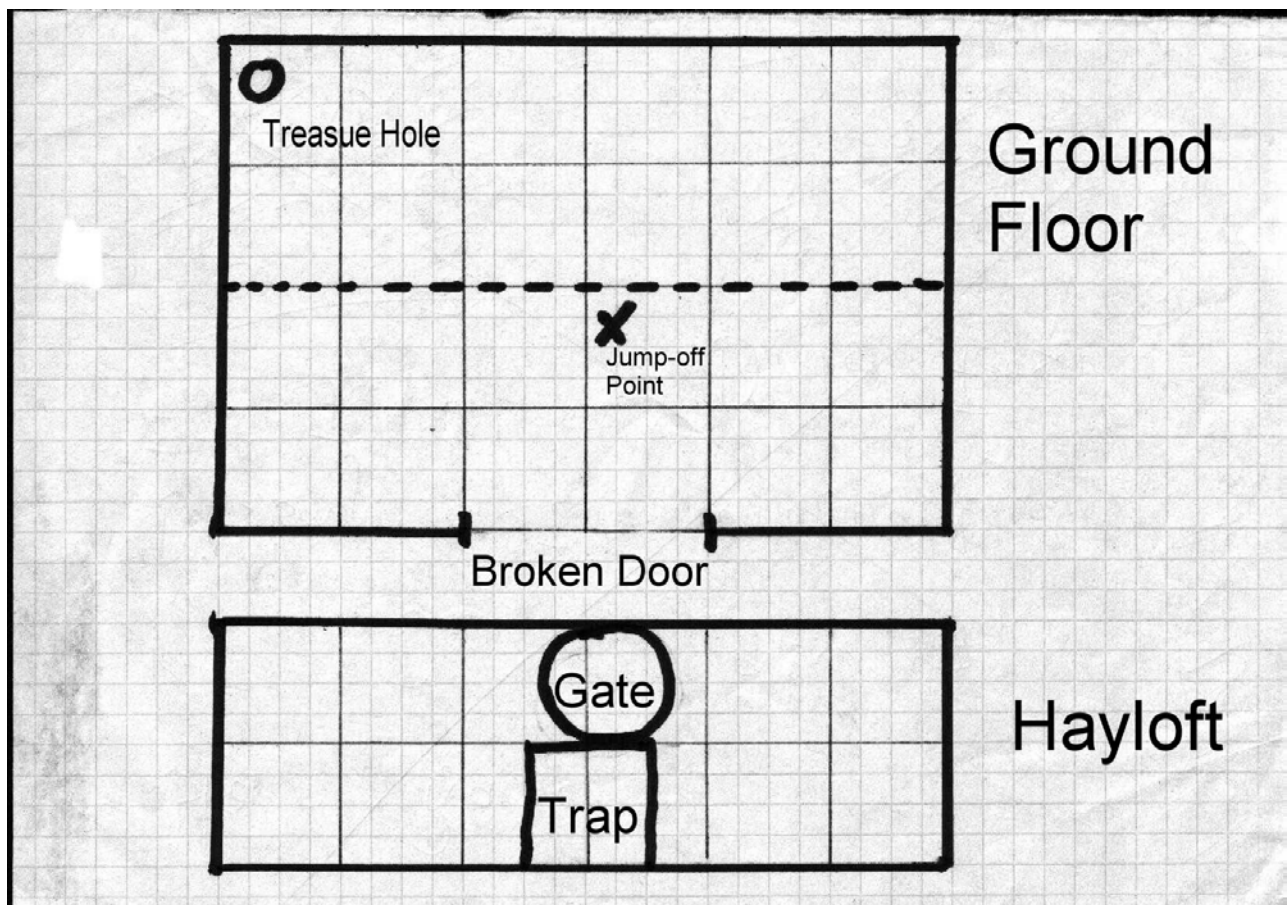 Treasue Hole
Ground
Floor
Jump-off
Point
Broken Door
Gate
Hayloft
Trap